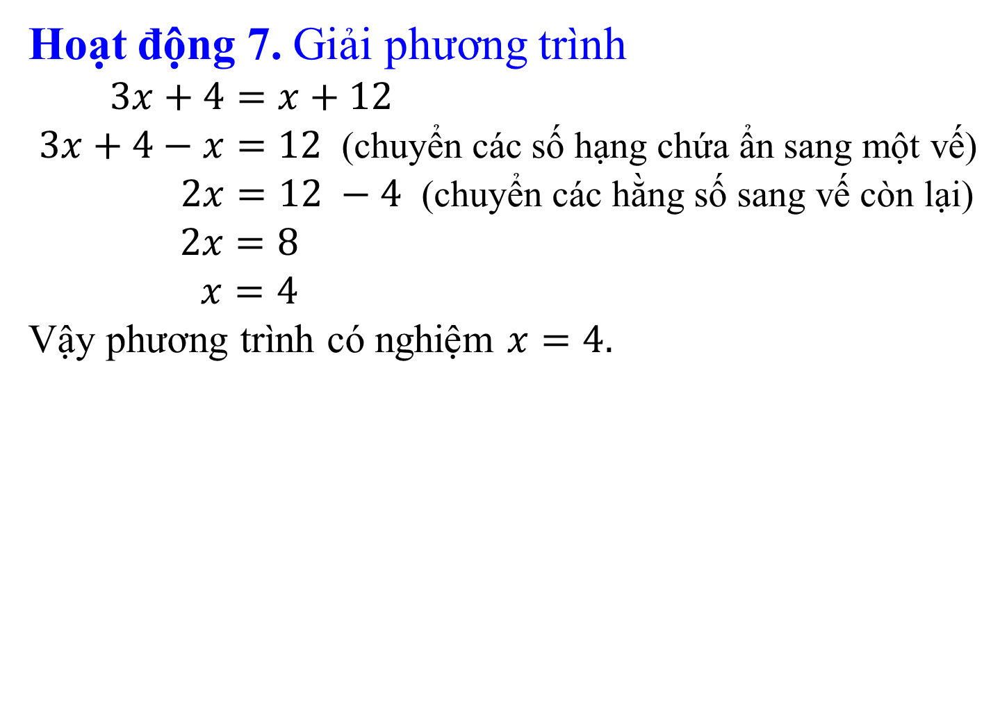 Hoạt động 7. Giải phương trình
3x + 4 = x + 12
3x + 4 − x = 12 (chuyển các số hạng chứa ẩn sang một vế)
2x = 12 − 4 (chuyển các hằng số sang vế còn lại)
2x = 8
x = 4
Vậy phương trình có nghiệm x = 4.